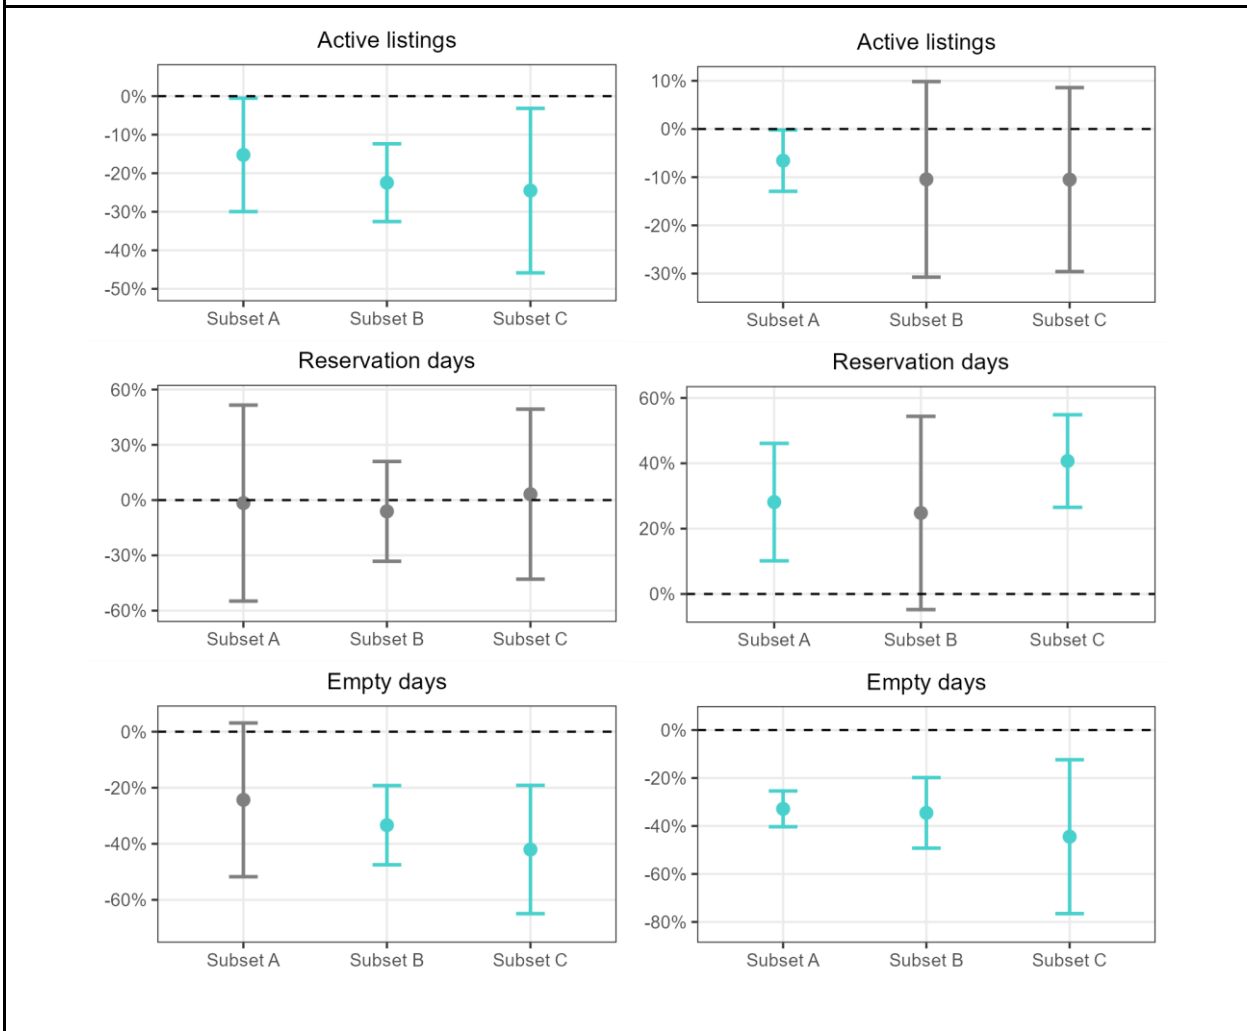 Active listings
0%
-10%
-20%
-30%
-40%
-50%
Subset A Subset B Subset C
Active listings
10%
0%
-10%
-20%
-30%
Subset A Subset B Subset C
Reservation days
60%
30%
0%
-30%
-60%
Subset A Subset B Subset C
Reservation days
60%
40%
20%
0%
Subset A Subset B Subset C
Empty days
0%
-20%
-40%
-60%
Subset A Subset B Subset C
Empty days
0%
-20%
-40%
-60%
-80%
Subset A Subset B Subset C